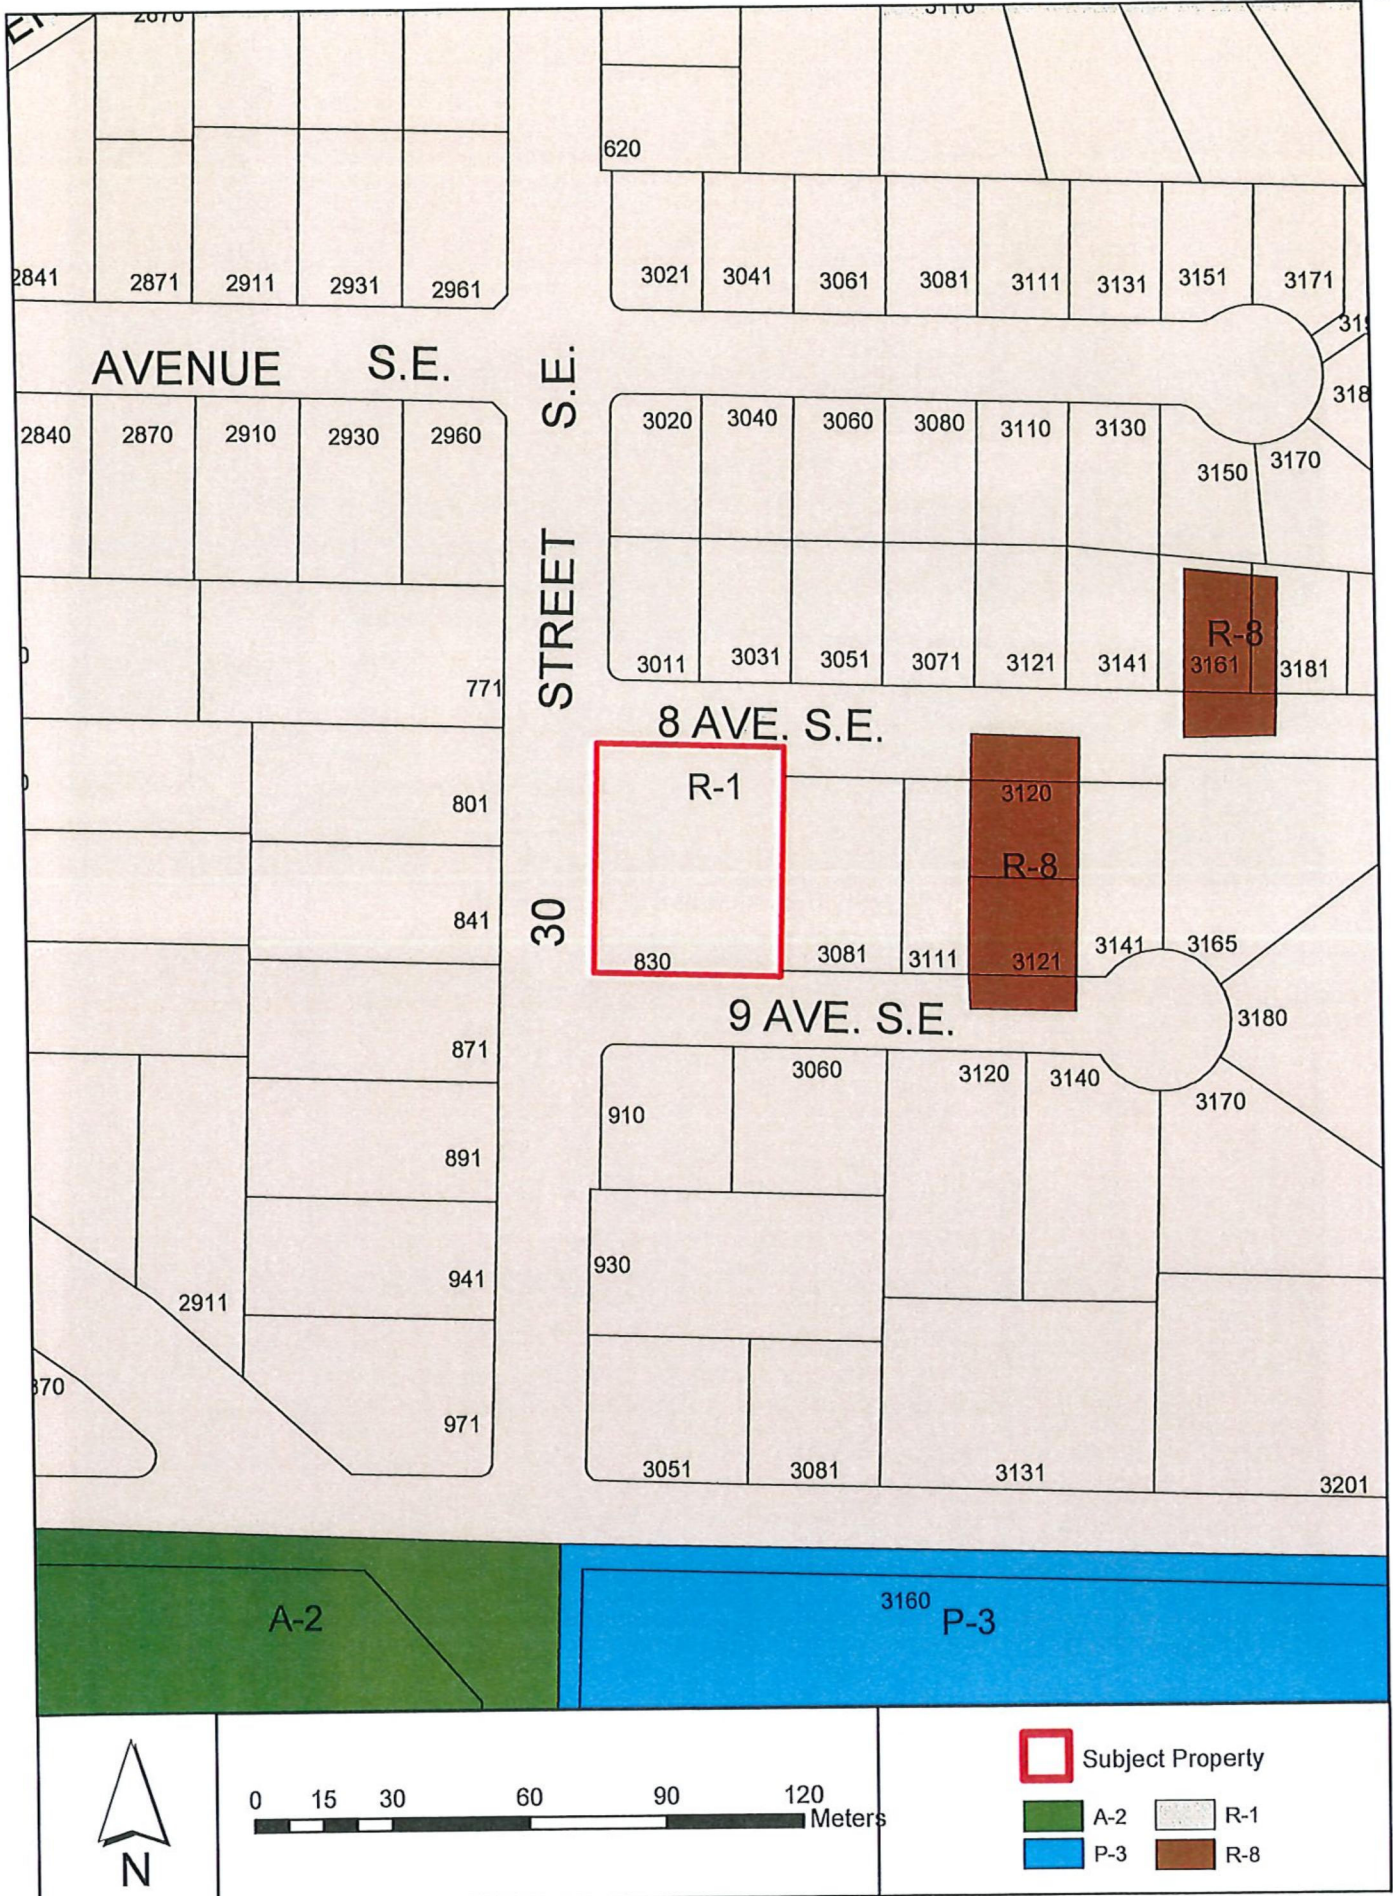 620
2841 2871 2911 2931 2961 3021 3041 3061 3081 3111 3131 3151 3171
AVENUE S.E.
2840 2870 2910 2930 2960 3020 3040 3060 3080 3110 3130 3150 3170
30 STREET S.E.
R-8
771 3011 3031 3051 3071 3121 3141 3161 3181
8 AVE. S.E.
R-1
801 3120
R-8
841
830 3081 3111 3121 3141 3165
9 AVE. S.E.
3180
871 3060 3120 3140
910 3170
891
941 930
2911
971
3051 3081 3131 3201
3160
A-2 P-3
0 15 30 60 90 120
Meters
N
Subject Property
A-2 R-1
P-3 R-8